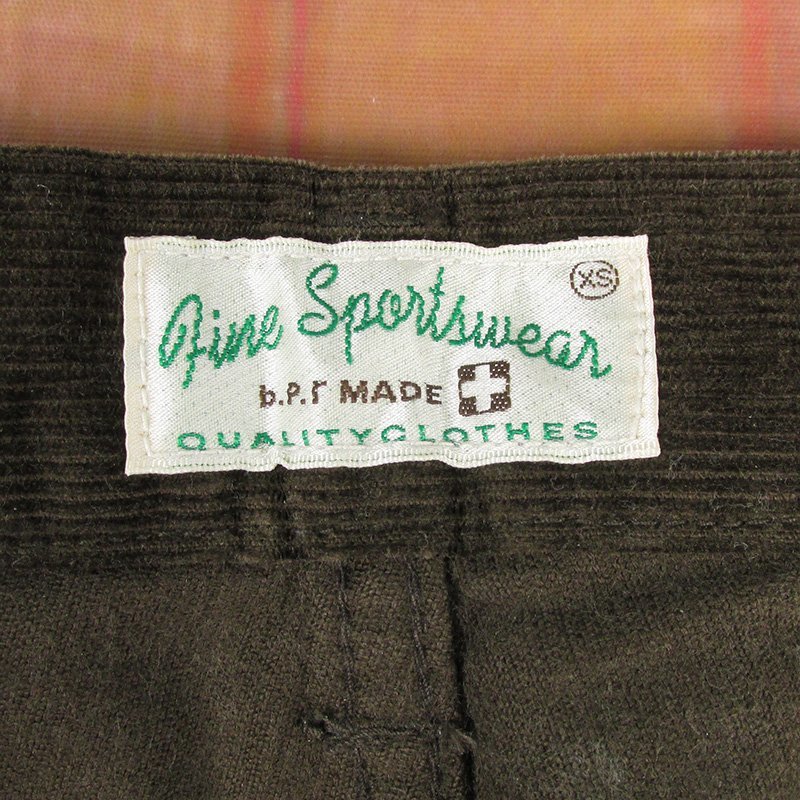 XS
Fine Sportswear
b.P.r MADE
QUALITYCLOTHES